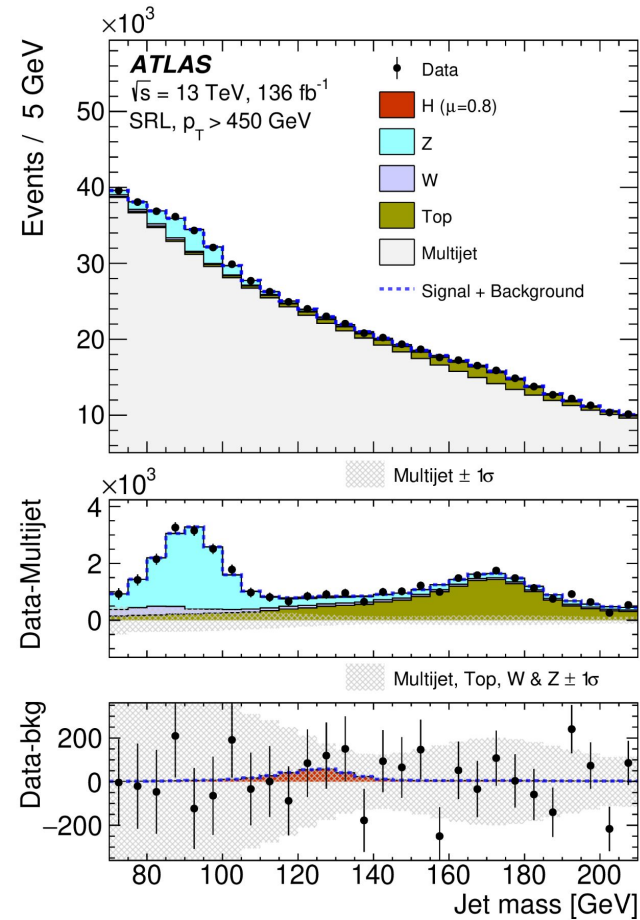 ×10³
Events / 5 GeV
50
40
30
20
10
ATLAS
√s = 13 TeV, 136 fb⁻¹
SRL, p_T > 450 GeV
Data
H (μ=0.8)
Z
W
Top
Multijet
Signal + Background
Multijet ± 1σ
×10³
Data-Multijet
4
2
0
Multijet, Top, W & Z ± 1σ
Data-bkg
200
0
−200
80 100 120 140 160 180 200
Jet mass [GeV]